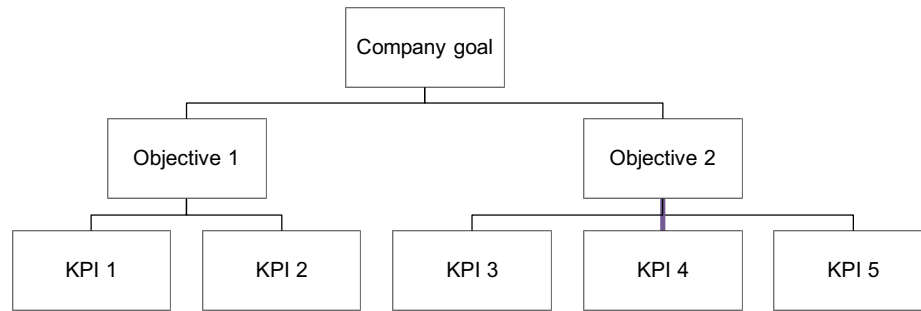 Company goal
Objective 1
Objective 2
KPI 1
KPI 2
KPI 3
KPI 4
KPI 5